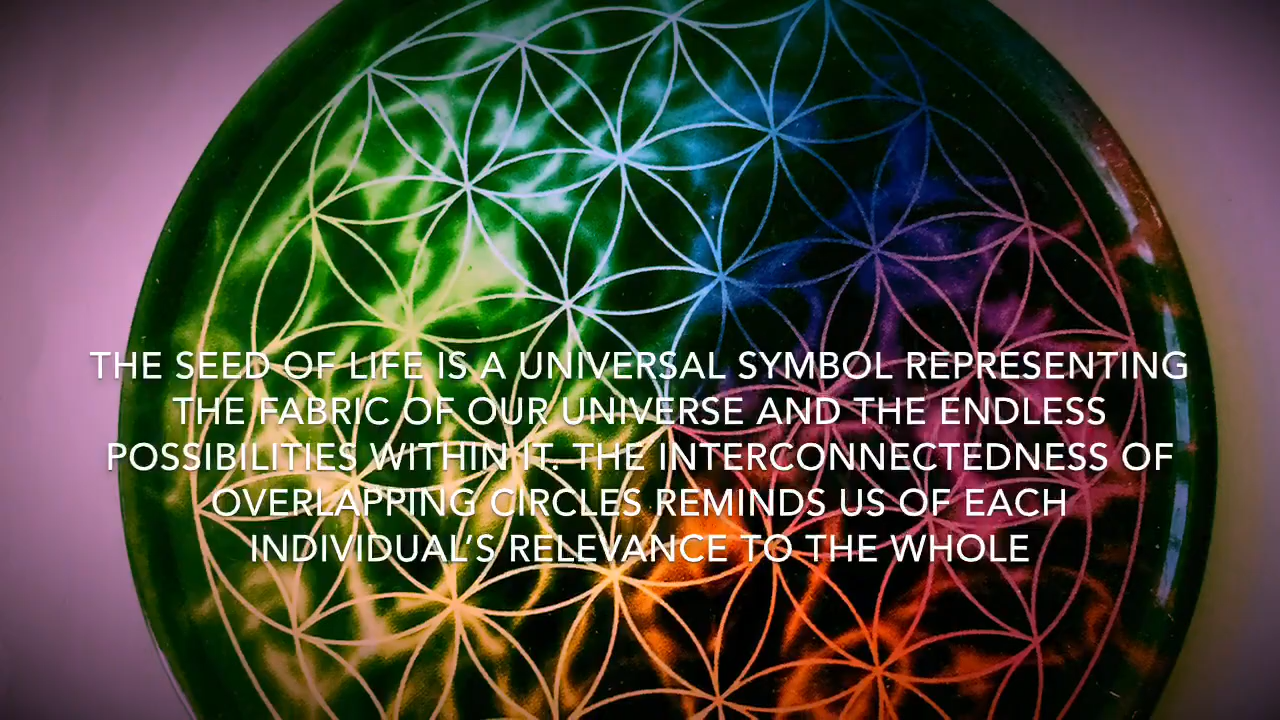 THE SEED OF LIFE IS A UNIVERSAL SYMBOL REPRESENTING
THE FABRIC OF OUR UNIVERSE AND THE ENDLESS
POSSIBILITIES WITHIN IT. THE INTERCONNECTEDNESS OF
OVERLAPPING CIRCLES REMINDS US OF EACH
INDIVIDUAL’S RELEVANCE TO THE WHOLE